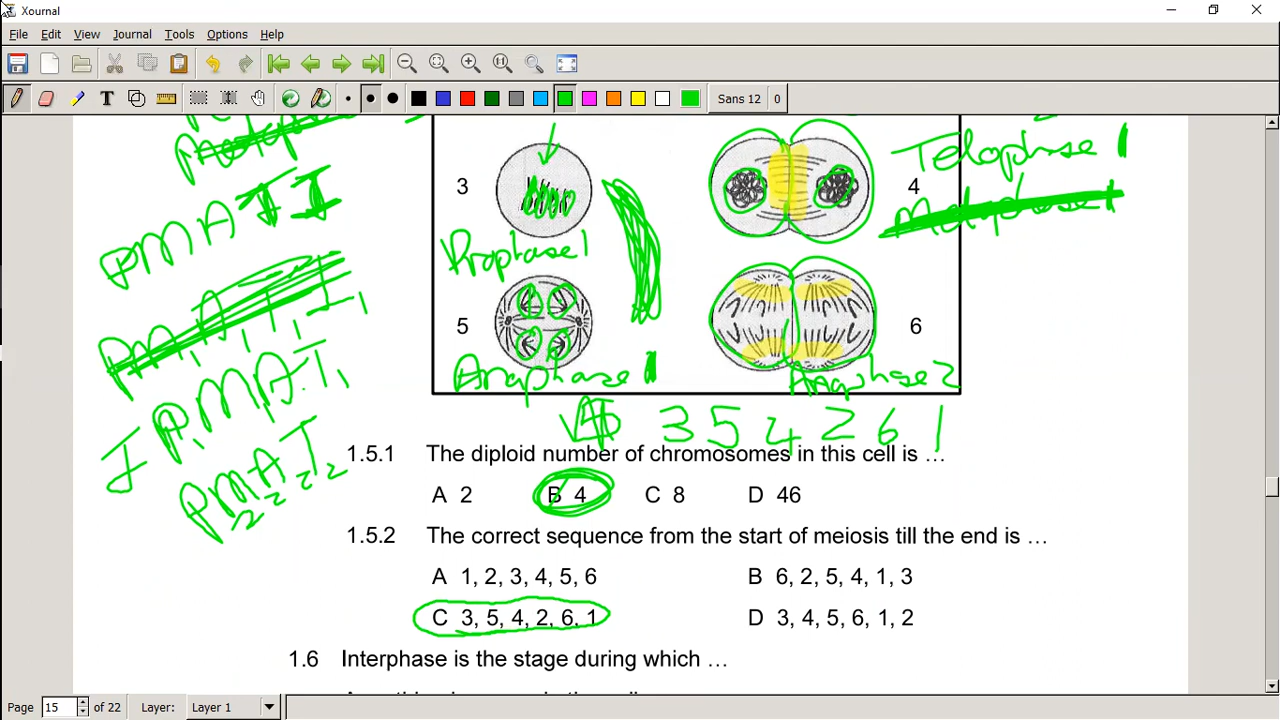 Xournal
File Edit View Journal Tools Options Help
Sans 12 0
3
4
Telophase 1
Metaphase 1
PMAT I
Prophase 1
5
6
PMAT
Anaphase 1
Anaphase 2
I P1 MAT1
3 5 4 2 6 1
PMAT2
1.5.1 The diploid number of chromosomes in this cell is …
A 2 B 4 C 8 D 46
1.5.2 The correct sequence from the start of meiosis till the end is …
A 1, 2, 3, 4, 5, 6 B 6, 2, 5, 4, 1, 3
C 3, 5, 4, 2, 6, 1 D 3, 4, 5, 6, 1, 2
1.6 Interphase is the stage during which …
Page 15 of 22 Layer: Layer 1